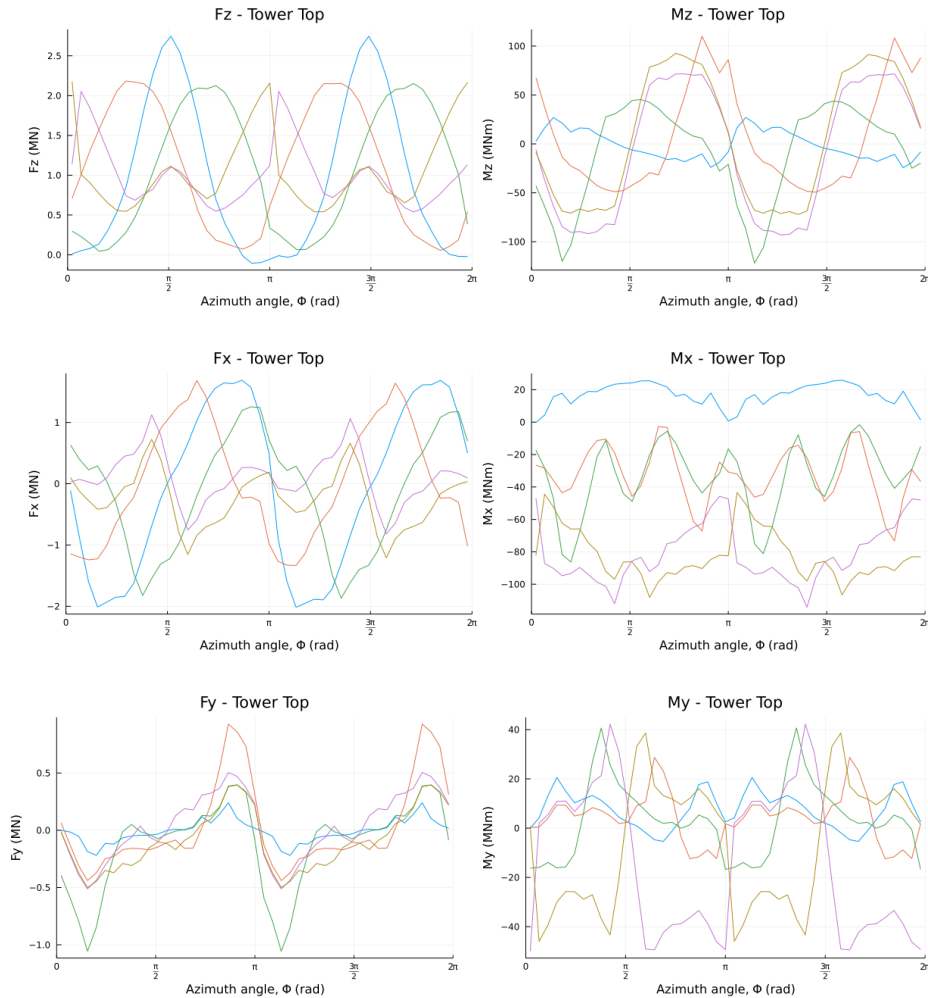 Fz - Tower Top
Fz (MN)
2.5
2.0
1.5
1.0
0.5
0.0
0
π/2
π
3π/2
2π
Azimuth angle, Φ (rad)
Mz - Tower Top
Mz (MNm)
100
50
0
−50
−100
0
π/2
π
3π/2
2π
Azimuth angle, Φ (rad)
Fx - Tower Top
Fx (MN)
1
0
−1
−2
0
π/2
π
3π/2
2π
Azimuth angle, Φ (rad)
Mx - Tower Top
Mx (MNm)
20
0
−20
−40
−60
−80
−100
0
π/2
π
3π/2
2π
Azimuth angle, Φ (rad)
Fy - Tower Top
Fy (MN)
0.5
0.0
−0.5
−1.0
0
π/2
π
3π/2
2π
Azimuth angle, Φ (rad)
My - Tower Top
My (MNm)
40
20
0
−20
−40
0
π/2
π
3π/2
2π
Azimuth angle, Φ (rad)